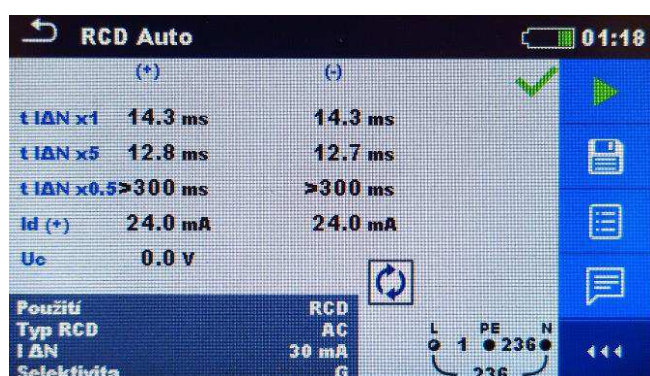 RCD Auto 01:18
(+) (-)
t IΔN x1 14.3 ms 14.3 ms
t IΔN x5 12.8 ms 12.7 ms
t IΔN x0.5 >300 ms >300 ms
Id (+) 24.0 mA 24.0 mA
Uc 0.0 V
Použití RCD
Typ RCD AC
I ΔN 30 mA
Selektivita G
L PE N
1 236
236